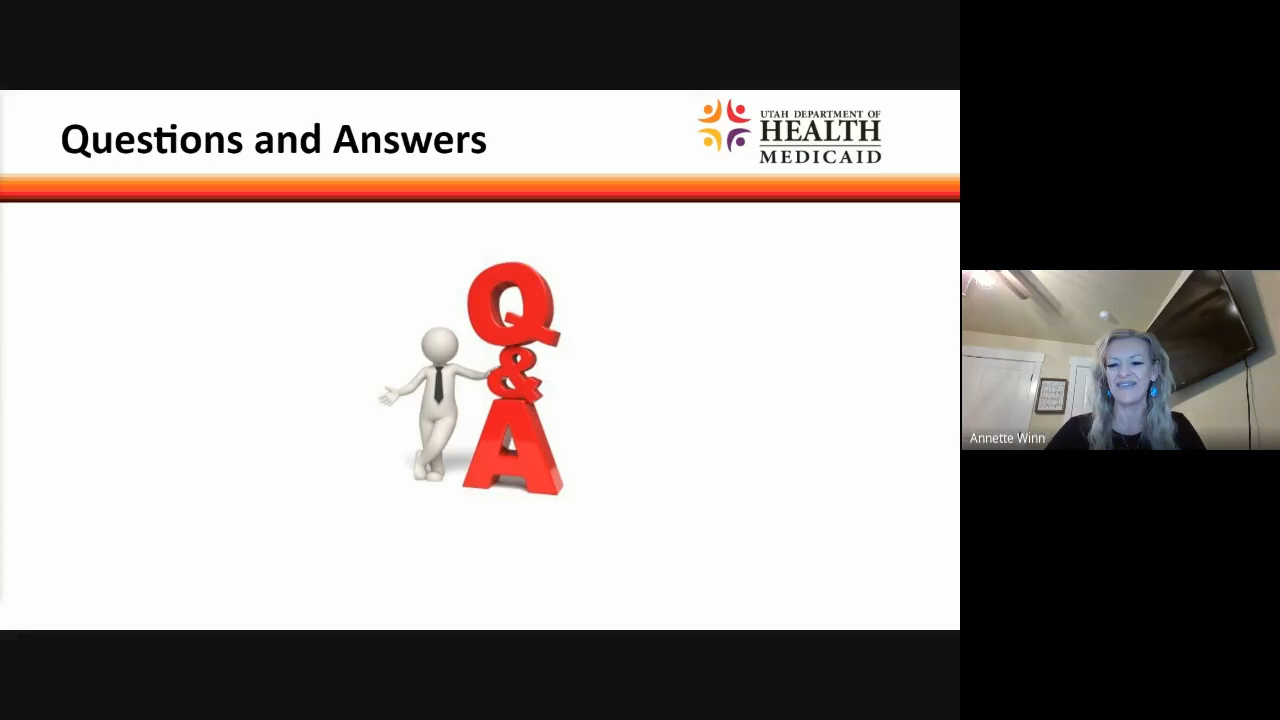 Questions and Answers
UTAH DEPARTMENT OF
HEALTH
MEDICAID
Q
&
A
Annette Winn